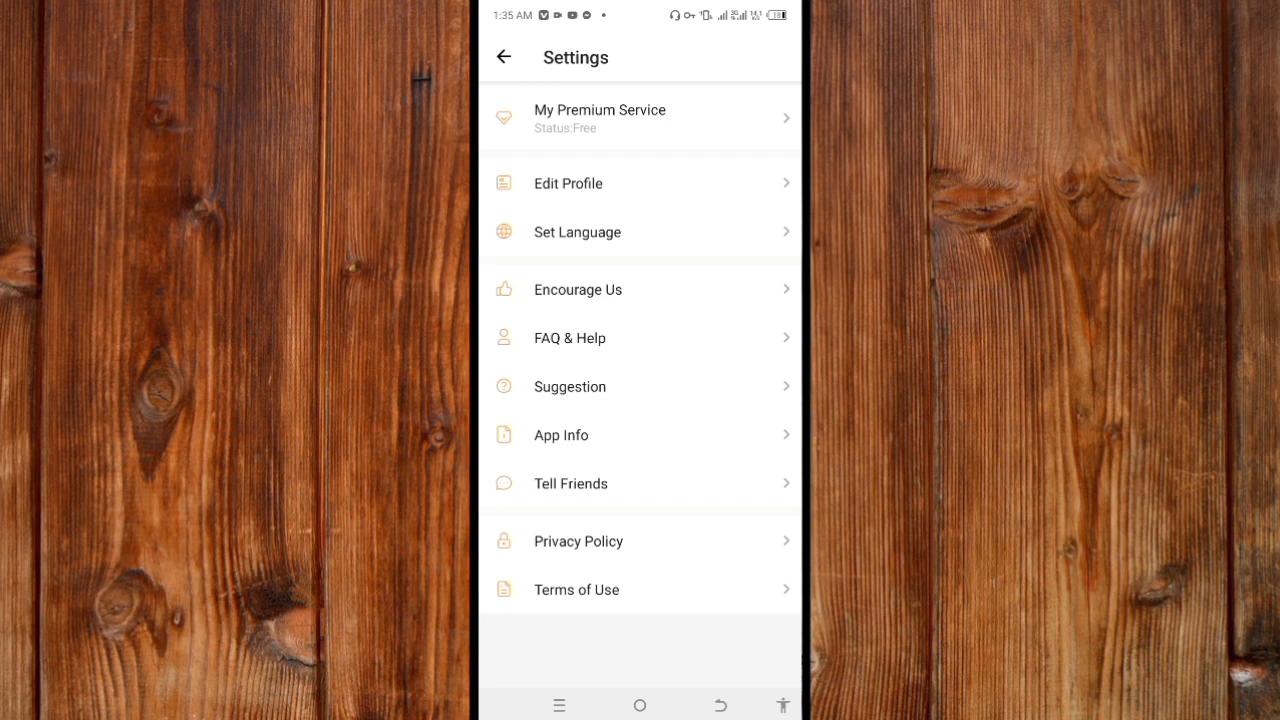 1:35 AM
Settings
My Premium Service
Status:Free
Edit Profile
Set Language
Encourage Us
FAQ & Help
Suggestion
App Info
Tell Friends
Privacy Policy
Terms of Use